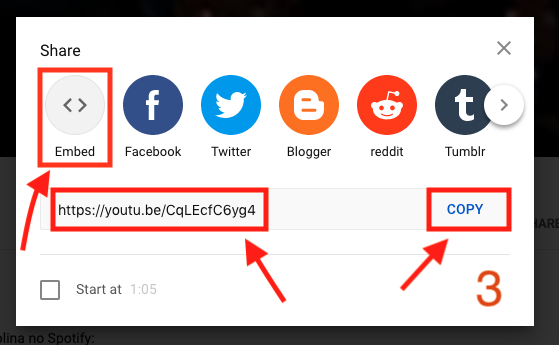 Share
Embed
Facebook
Twitter
Blogger
reddit
Tumblr
https://youtu.be/CqLEcfC6yg4
COPY
HARE
Start at 1:05
3
olina no Spotify: